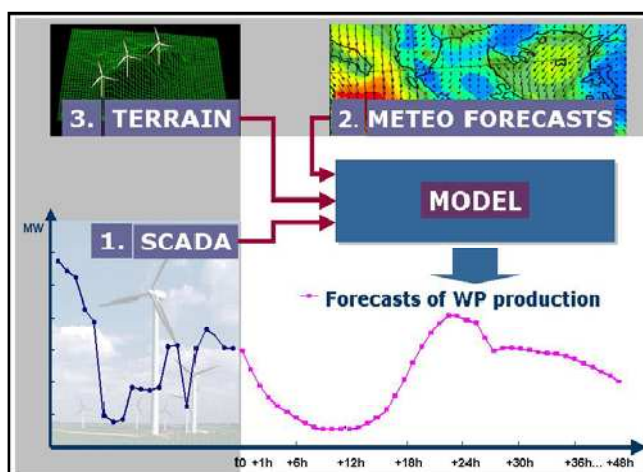 3. TERRAIN
2. METEO FORECASTS
MODEL
MW
1. SCADA
Forecasts of WP production
t0 +1h +6h +12h +18h +24h +30h +36h... +48h